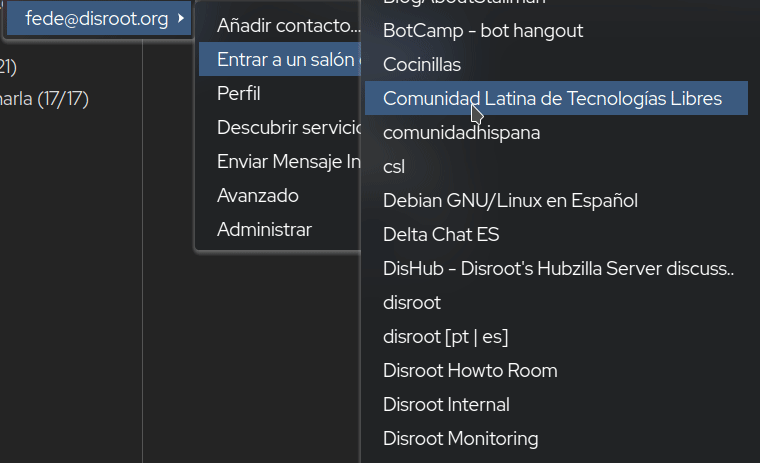 fede@disroot.org
21)
arla (17/17)
Añadir contacto...
Entrar a un salón
Perfil
Descubrir servicio
Enviar Mensaje In
Avanzado
Administrar
BlogAboutStallman
BotCamp - bot hangout
Cocinillas
Comunidad Latina de Tecnologías Libres
comunidadhispana
csl
Debian GNU/Linux en Español
Delta Chat ES
DisHub - Disroot's Hubzilla Server discuss..
disroot
disroot [pt | es]
Disroot Howto Room
Disroot Internal
Disroot Monitoring